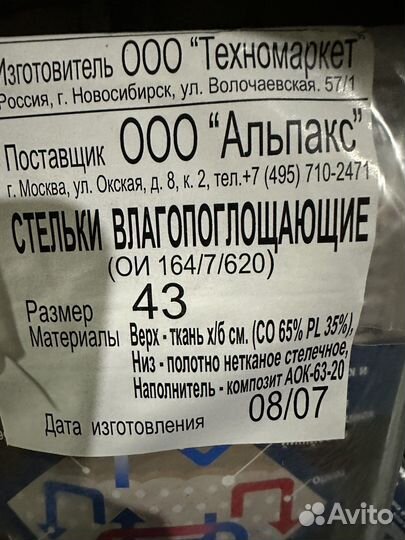 Изготовитель ООО "Техномаркет"
Россия, г. Новосибирск, ул. Волочаевская. 57/1
Поставщик ООО "Альпакс"
г. Москва, ул. Окская, д. 8, к. 2, тел.+7 (495) 710-2471
СТЕЛЬКИ ВЛАГОПОГЛОЩАЮЩИЕ
(ОИ 164/7/620)
Размер 43
Материалы Верх - ткань х/б см. (СО 65% PL 35%),
Низ - полотно нетканое стелечное,
Наполнитель - композит АОК-63-20
Дата изготовления 08/07
Avito